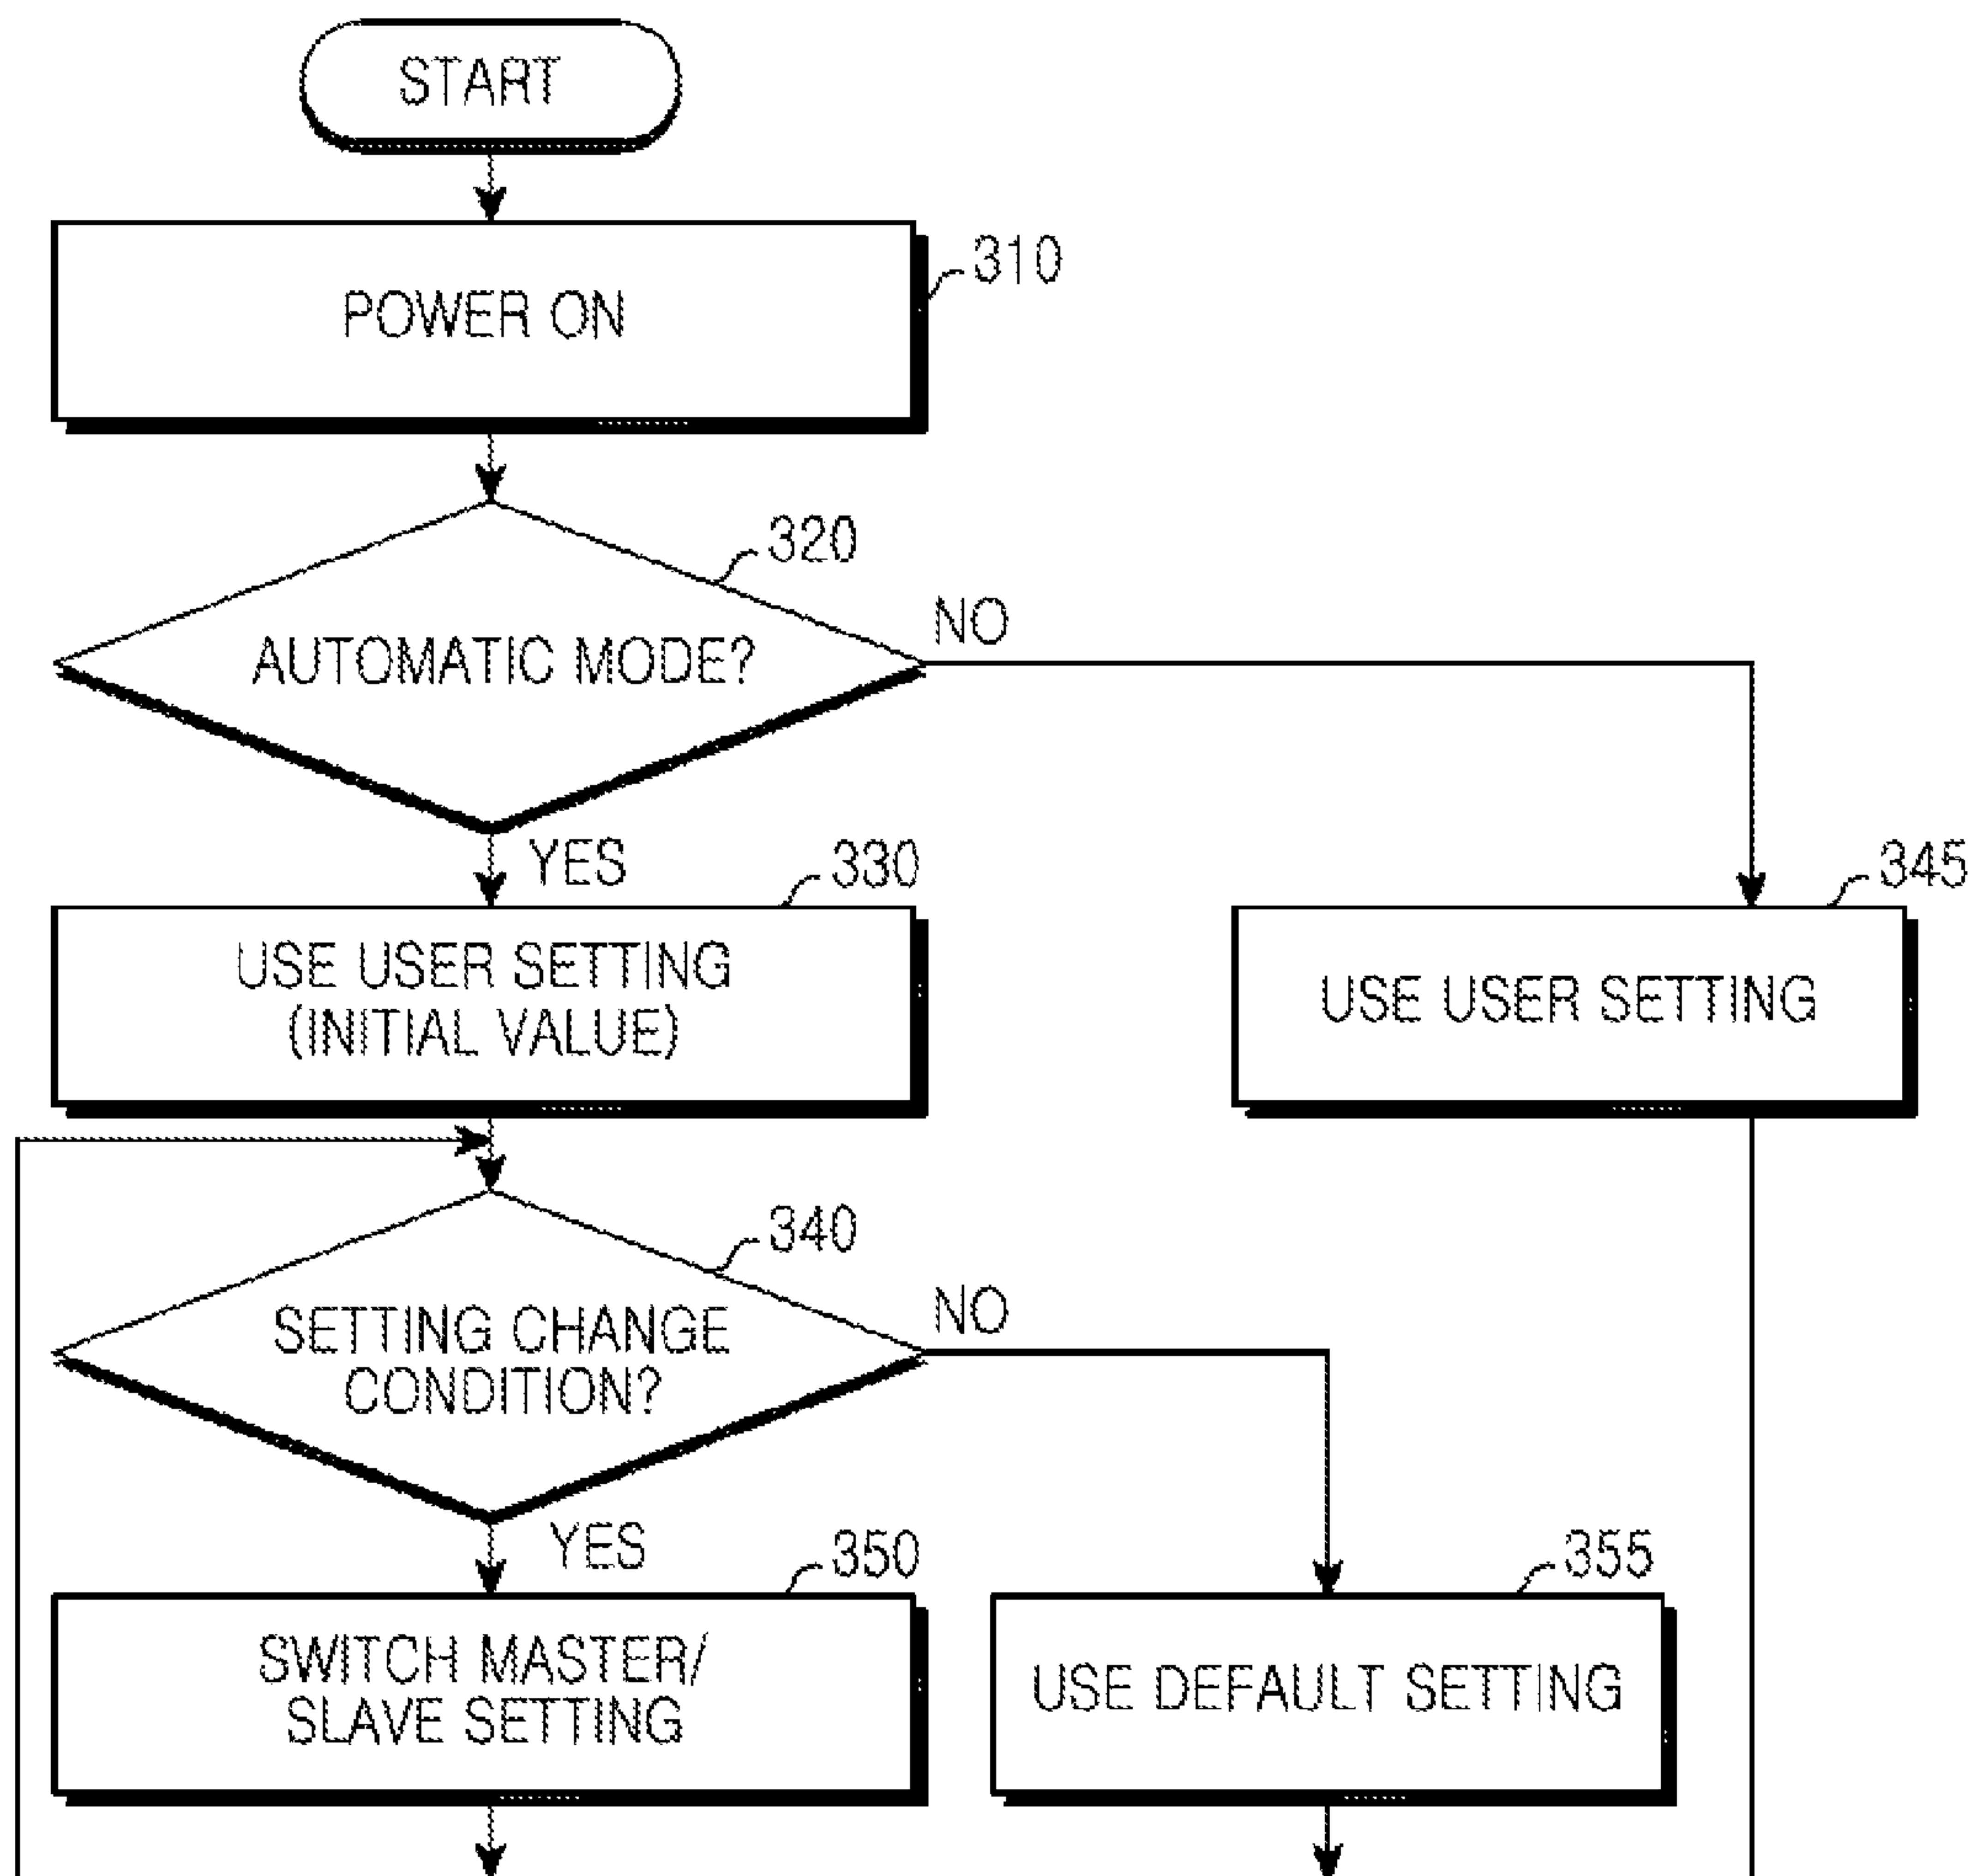 START
POWER ON
310
320
AUTOMATIC MODE?
NO
YES
330
USE USER SETTING
(INITIAL VALUE)
345
USE USER SETTING
340
SETTING CHANGE
CONDITION?
NO
YES
350
SWITCH MASTER/
SLAVE SETTING
355
USE DEFAULT SETTING